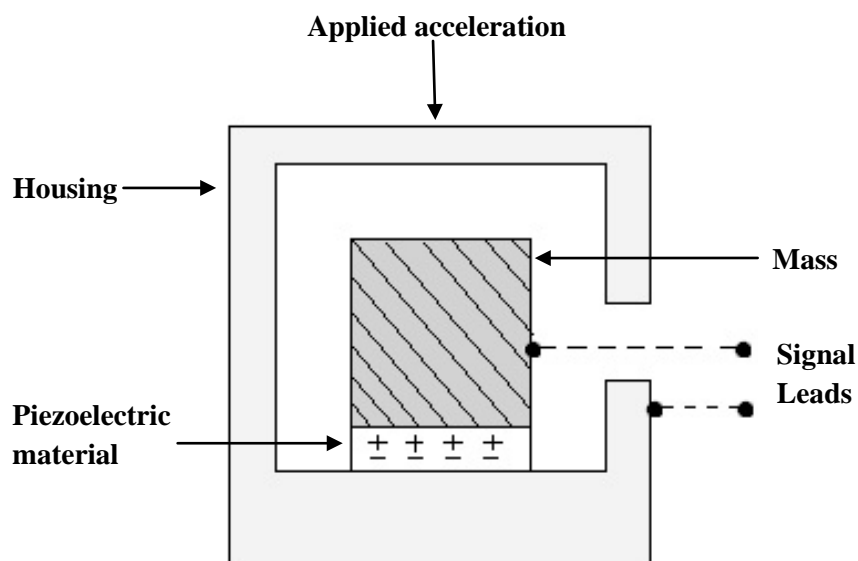 Applied acceleration
Housing
Mass
Signal
Leads
Piezoelectric
material
+ + + +
− − − −